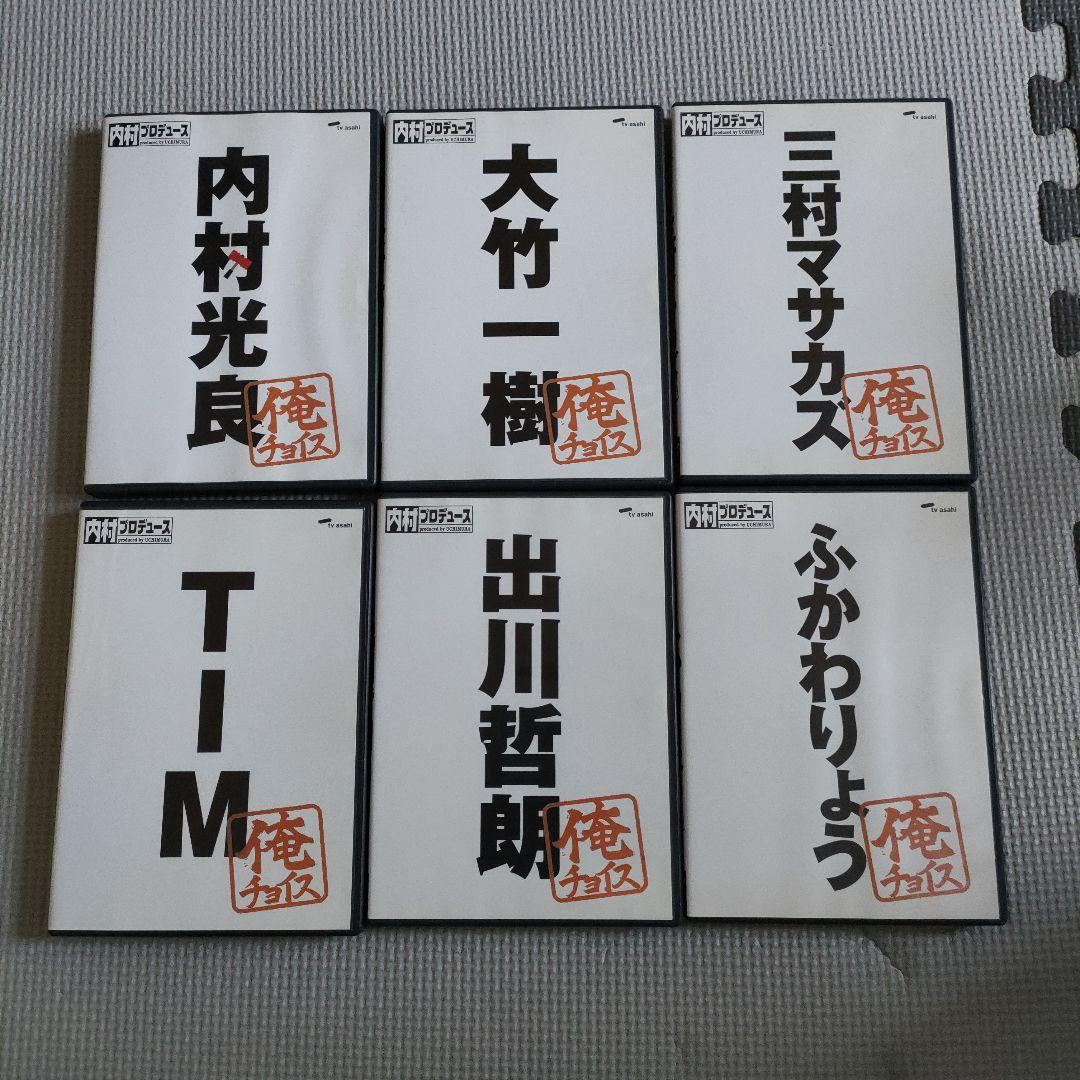 内村プロデュース
produced by UCHIMURA
tv asahi
内村光良
俺
チョイス
内村プロデュース
produced by UCHIMURA
tv asahi
大竹一樹
俺
チョイス
内村プロデュース
produced by UCHIMURA
tv asahi
三村マサカズ
俺
チョイス
内村プロデュース
produced by UCHIMURA
tv asahi
TIM
俺
チョイス
内村プロデュース
produced by UCHIMURA
tv asahi
出川哲朗
俺
チョイス
内村プロデュース
produced by UCHIMURA
tv asahi
ふかわりょう
俺
チョイス